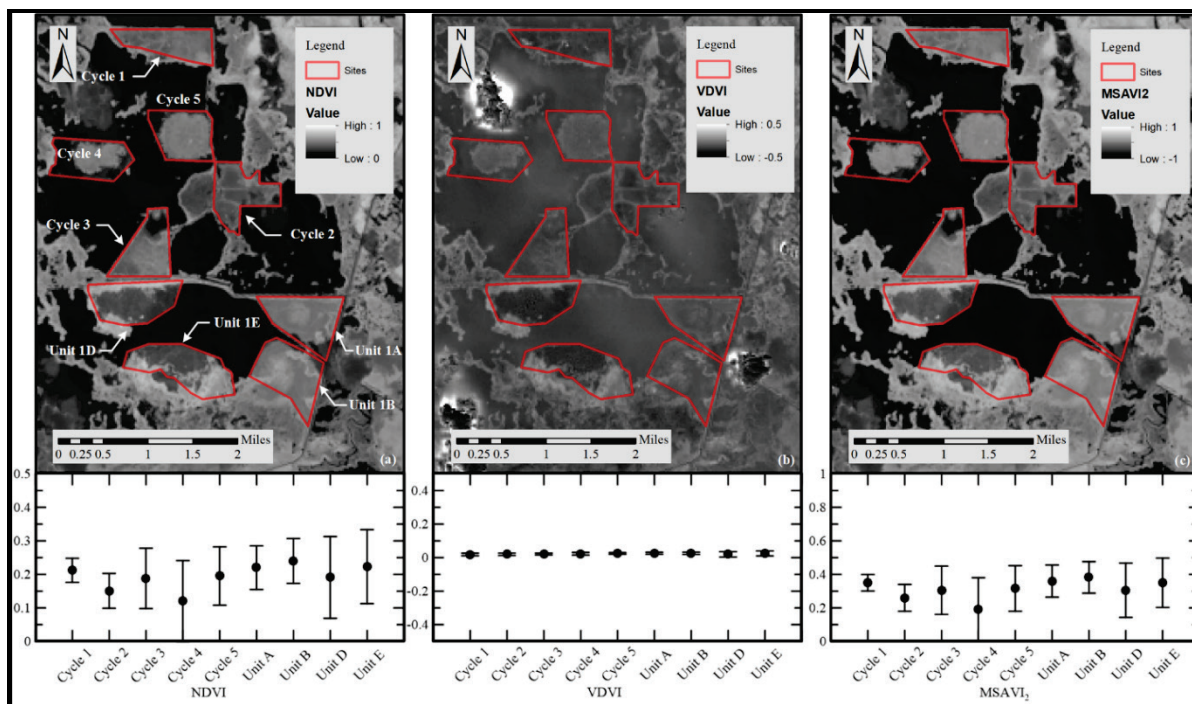 N
Legend
Sites
NDVI
Value
High : 1
Low : 0
Cycle 1
Cycle 5
Cycle 4
Cycle 3
Cycle 2
Unit 1E
Unit 1D
Unit 1A
Unit 1B
Miles
0 0.25 0.5 1 1.5 2
(a)
N
Legend
Sites
VDVI
Value
High : 0.5
Low : -0.5
Miles
0 0.25 0.5 1 1.5 2
(b)
N
Legend
Sites
MSAVI2
Value
High : 1
Low : -1
Miles
0 0.25 0.5 1 1.5 2
(c)
0.5
0.4
0.3
0.2
0.1
0
Cycle 1
Cycle 2
Cycle 3
Cycle 4
Cycle 5
Unit A
Unit B
Unit D
Unit E
NDVI
0.4
0.2
0
-0.2
-0.4
Cycle 1
Cycle 2
Cycle 3
Cycle 4
Cycle 5
Unit A
Unit B
Unit D
Unit E
VDVI
1
0.8
0.6
0.4
0.2
0
Cycle 1
Cycle 2
Cycle 3
Cycle 4
Cycle 5
Unit A
Unit B
Unit D
Unit E
MSAVI₂